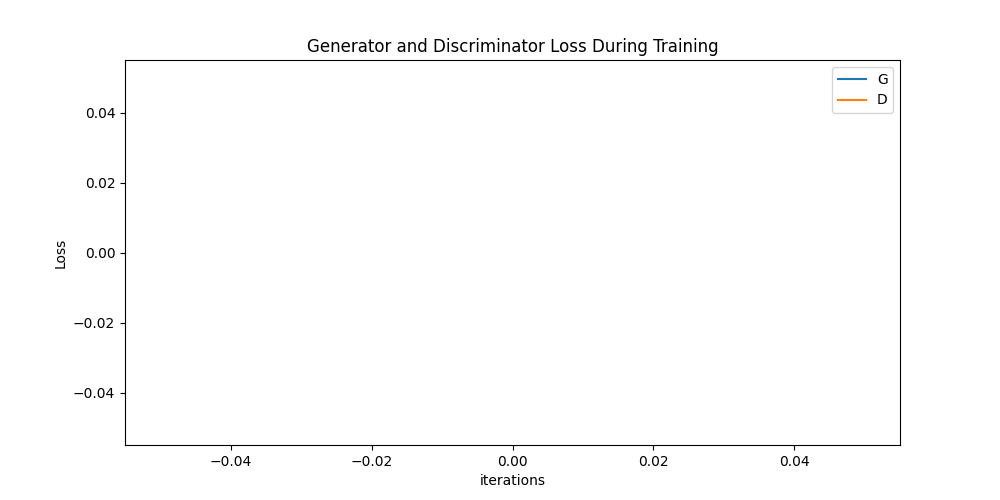 Generator and Discriminator Loss During Training
G
D
0.04
0.02
0.00
−0.02
−0.04
Loss
−0.04 −0.02 0.00 0.02 0.04
iterations